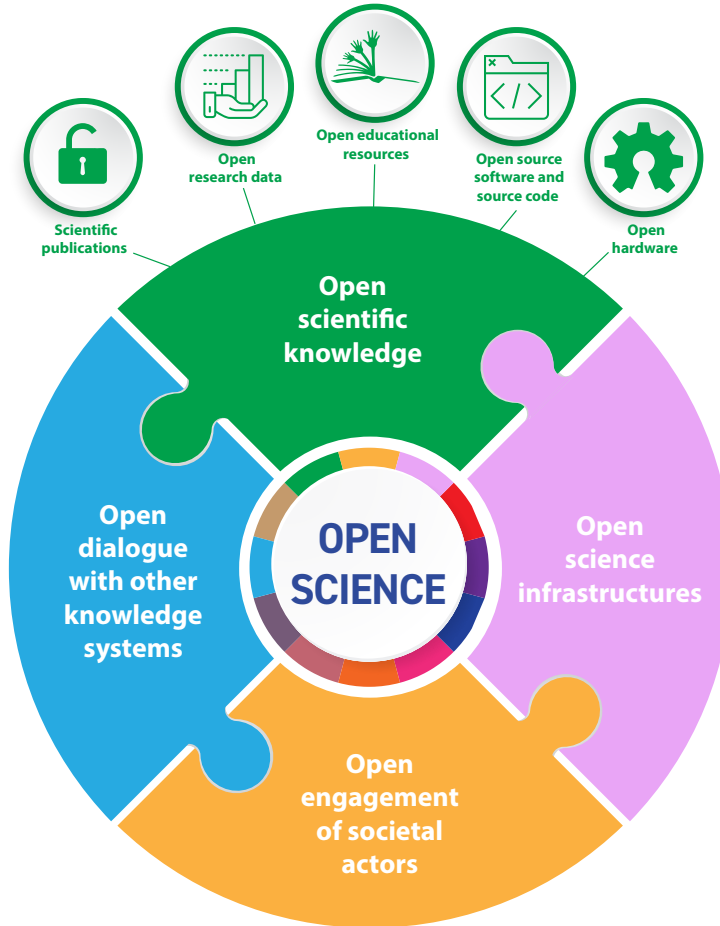 Scientific
publications
Open
research data
Open educational
resources
Open source
software and
source code
Open
hardware
Open
scientific
knowledge
Open
dialogue
with other
knowledge
systems
OPEN
SCIENCE
Open
science
infrastructures
Open
engagement
of societal
actors